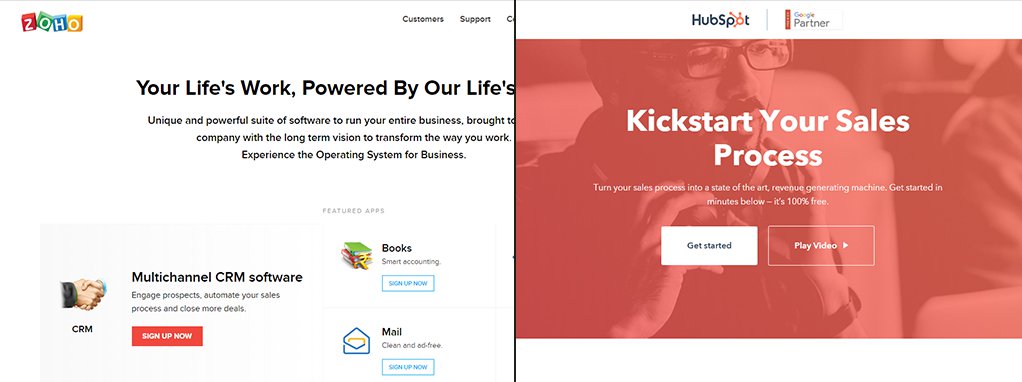 ZOHO
Customers Support
Your Life's Work, Powered By Our Life's
Unique and powerful suite of software to run your entire business, brought to
company with the long term vision to transform the way you work.
Experience the Operating System for Business.
FEATURED APPS
CRM
Multichannel CRM software
Engage prospects, automate your sales
process and close more deals.
SIGN UP NOW
Books
Smart accounting.
SIGN UP NOW
Mail
Clean and ad-free.
SIGN UP NOW
HubSpot
Google
Partner
Kickstart Your Sales
Process
Turn your sales process into a state of the art, revenue generating machine. Get started in
minutes below – it's 100% free.
Get started
Play Video